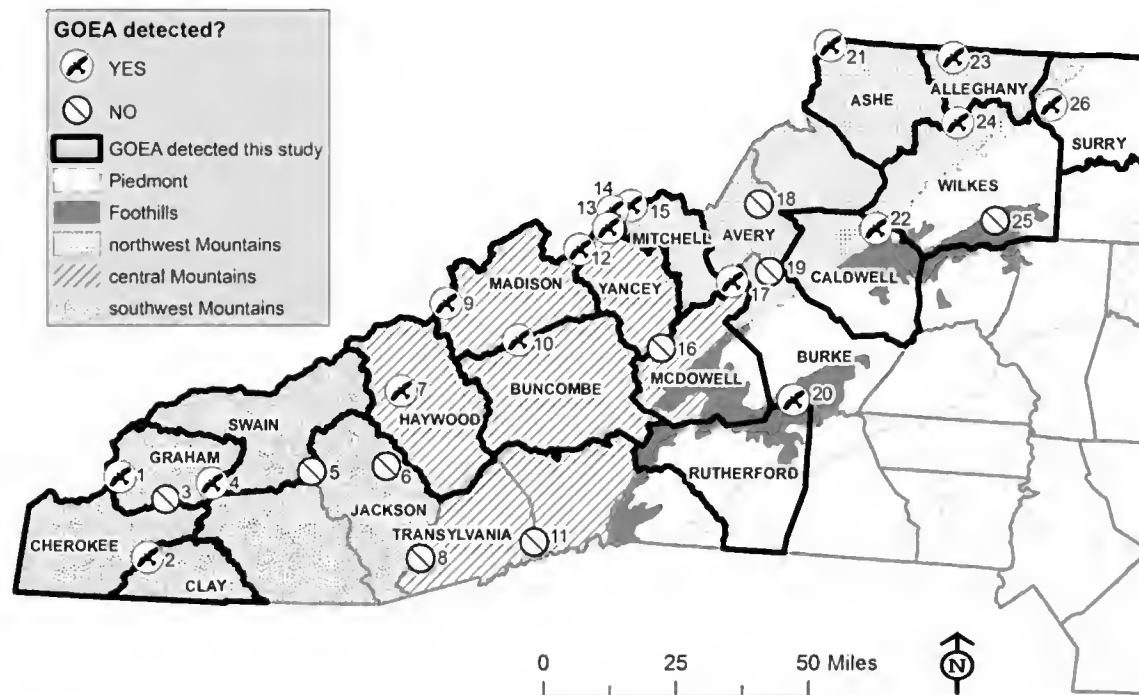 GOEA detected?
YES
NO
GOEA detected this study
Piedmont
Foothills
northwest Mountains
central Mountains
southwest Mountains
21
23
ALLEGHANY
26
ASHE
24
SURRY
WILKES
14
13
15
18
22
25
MITCHELL
AVERY
12
19
CALDWELL
MADISON
YANCEY
17
9
10
16
BURKE
MCDOWELL
BUNCOMBE
7
20
HAYWOOD
SWAIN
GRAHAM
RUTHERFORD
1
3
4
5
6
JACKSON
TRANSYLVANIA
11
CHEROKEE
2
8
CLAY
0 25 50 Miles
N